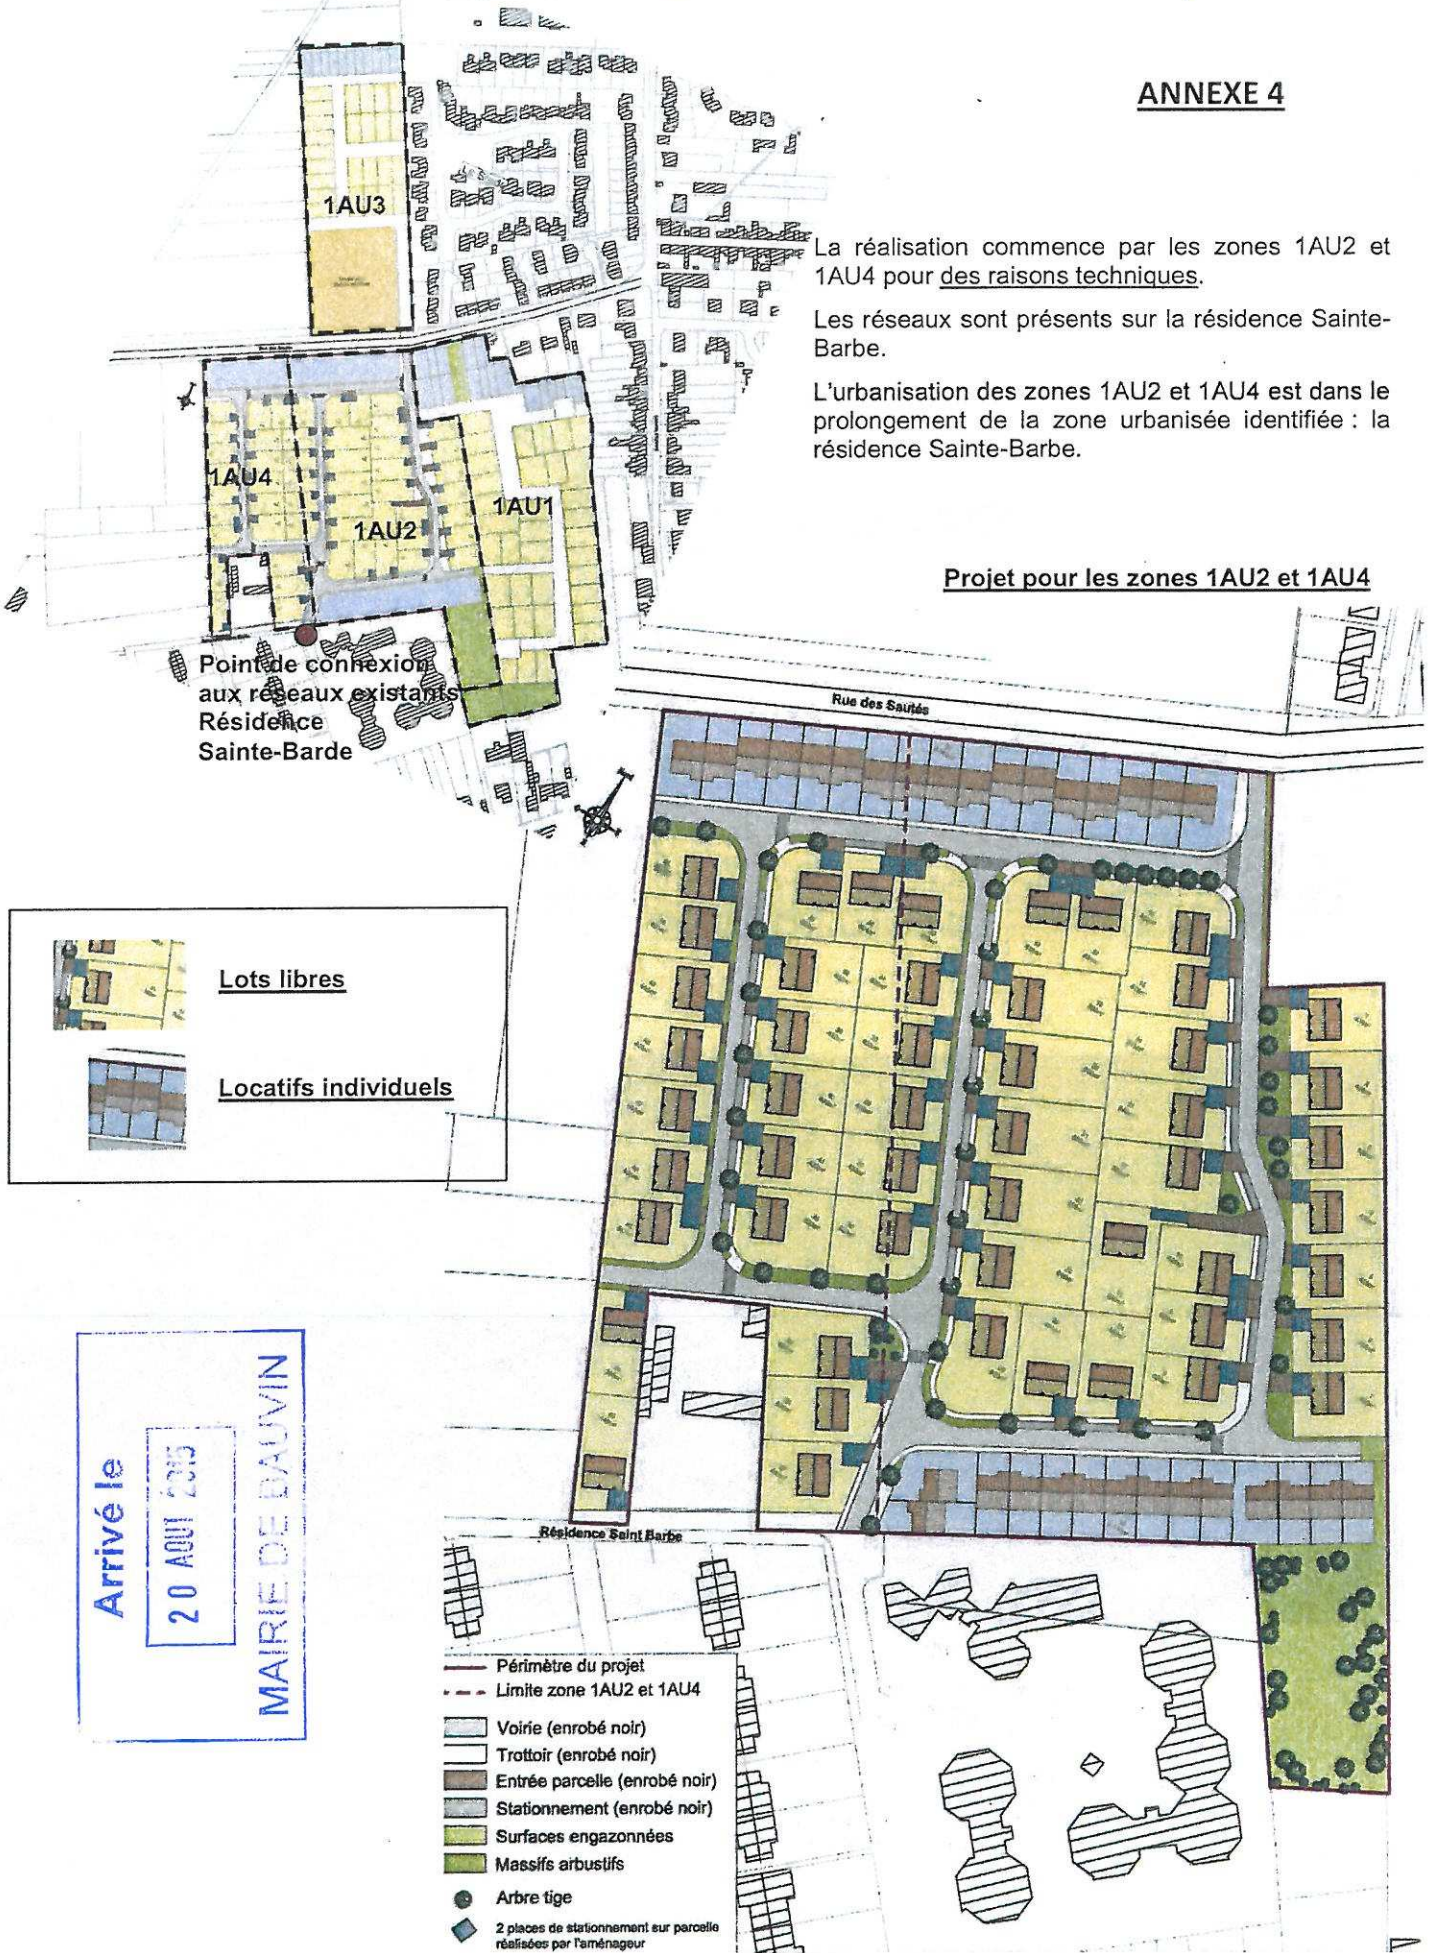 ANNEXE 4
1AU3
La réalisation commence par les zones 1AU2 et
1AU4 pour des raisons techniques.
Les réseaux sont présents sur la résidence Sainte-
Barbe.
L'urbanisation des zones 1AU2 et 1AU4 est dans le
prolongement de la zone urbanisée identifiée : la
résidence Sainte-Barbe.
1AU4
1AU2
1AU1
Projet pour les zones 1AU2 et 1AU4
Point de connexion
aux réseaux existants
Résidence
Sainte-Barde
Rue des Sautés
Lots libres
Locatifs individuels
Arrivé le
20 AOUT 2015
MAIRIE DE BAUVIN
Résidence Saint Barbe
Périmètre du projet
Limite zone 1AU2 et 1AU4
Voirie (enrobé noir)
Trottoir (enrobé noir)
Entrée parcelle (enrobé noir)
Stationnement (enrobé noir)
Surfaces engazonnées
Massifs arbustifs
Arbre tige
2 places de stationnement sur parcelle
réalisées par l'aménageur